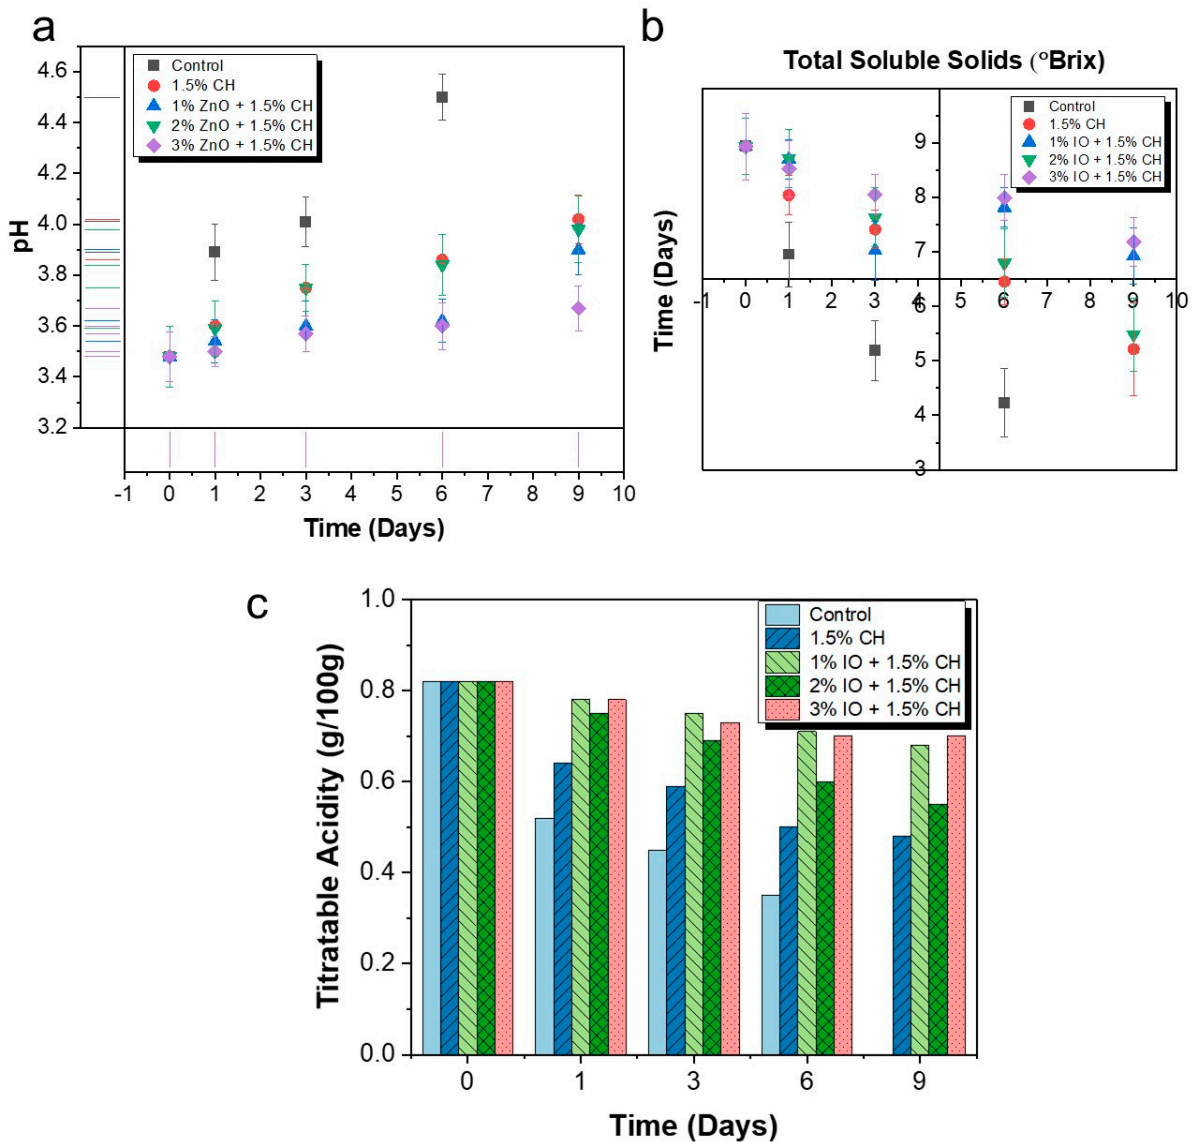 a
4.6
4.4
4.2
4.0
3.8
3.6
3.4
3.2
pH
Control
1.5% CH
1% ZnO + 1.5% CH
2% ZnO + 1.5% CH
3% ZnO + 1.5% CH
-1 0 1 2 3 4 5 6 7 8 9 10
Time (Days)
b
Total Soluble Solids (°Brix)
Control
1.5% CH
1% IO + 1.5% CH
2% IO + 1.5% CH
3% IO + 1.5% CH
9
8
7
-1 0 1 2 3 4 5 6 7 8 9 10
6
5
4
3
Time (Days)
c
1.0
0.8
0.6
0.4
0.2
0.0
Titratable Acidity (g/100g)
Control
1.5% CH
1% IO + 1.5% CH
2% IO + 1.5% CH
3% IO + 1.5% CH
0 1 3 6 9
Time (Days)